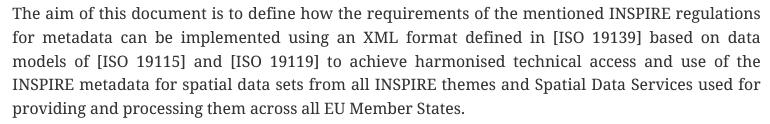 The aim of this document is to define how the requirements of the mentioned INSPIRE regulations
for metadata can be implemented using an XML format defined in [ISO 19139] based on data
models of [ISO 19115] and [ISO 19119] to achieve harmonised technical access and use of the
INSPIRE metadata for spatial data sets from all INSPIRE themes and Spatial Data Services used for
providing and processing them across all EU Member States.